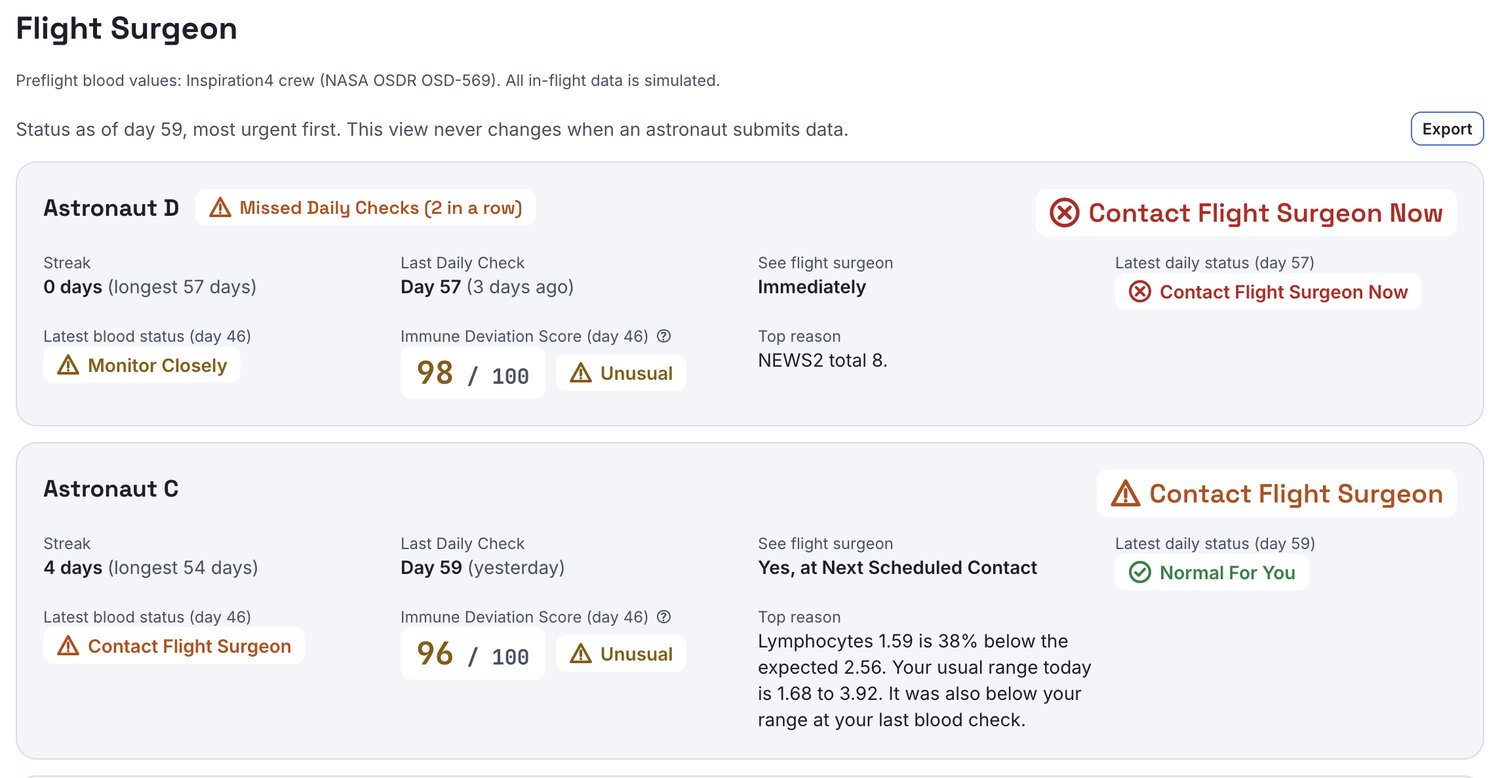 Flight Surgeon
Preflight blood values: Inspiration4 crew (NASA OSDR OSD-569). All in-flight data is simulated.
Status as of day 59, most urgent first. This view never changes when an astronaut submits data.
Export
Astronaut D
Missed Daily Checks (2 in a row)
Contact Flight Surgeon Now
Streak
0 days (longest 57 days)
Last Daily Check
Day 57 (3 days ago)
See flight surgeon
Immediately
Latest daily status (day 57)
Contact Flight Surgeon Now
Latest blood status (day 46)
Monitor Closely
Immune Deviation Score (day 46) ?
98 / 100
Unusual
Top reason
NEWS2 total 8.
Astronaut C
Contact Flight Surgeon
Streak
4 days (longest 54 days)
Last Daily Check
Day 59 (yesterday)
See flight surgeon
Yes, at Next Scheduled Contact
Latest daily status (day 59)
Normal For You
Latest blood status (day 46)
Contact Flight Surgeon
Immune Deviation Score (day 46) ?
96 / 100
Unusual
Top reason
Lymphocytes 1.59 is 38% below the
expected 2.56. Your usual range today
is 1.68 to 3.92. It was also below your
range at your last blood check.